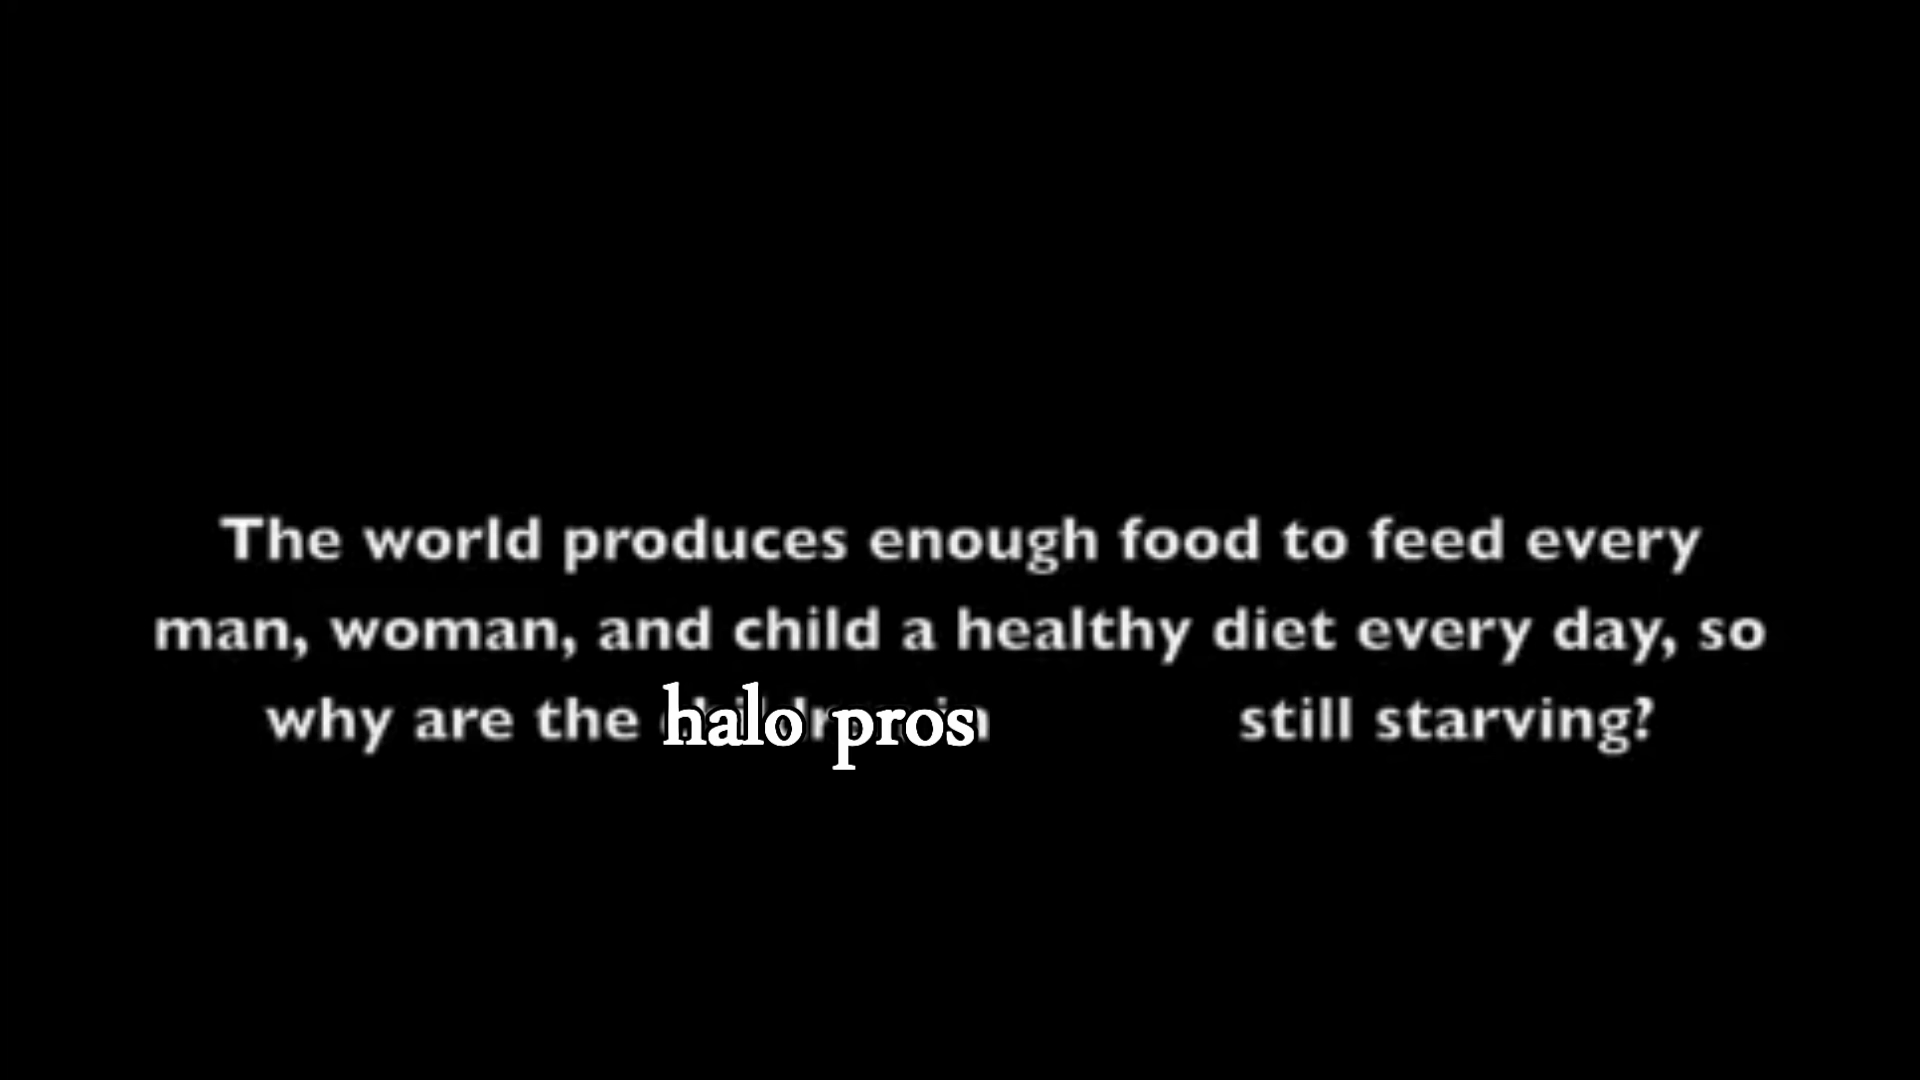 The world produces enough food to feed every
man, woman, and child a healthy diet every day, so
why are the halo pros still starving?